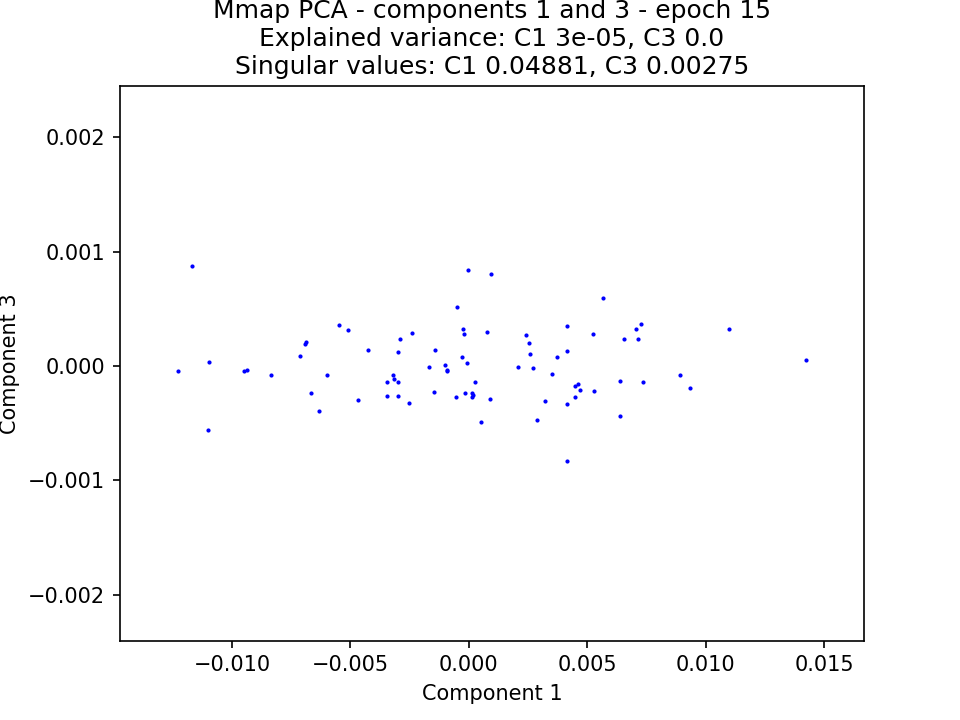 Mmap PCA - components 1 and 3 - epoch 15
Explained variance: C1 3e-05, C3 0.0
Singular values: C1 0.04881, C3 0.00275
0.002
0.001
0.000
−0.001
−0.002
Component 3
−0.010 −0.005 0.000 0.005 0.010 0.015
Component 1